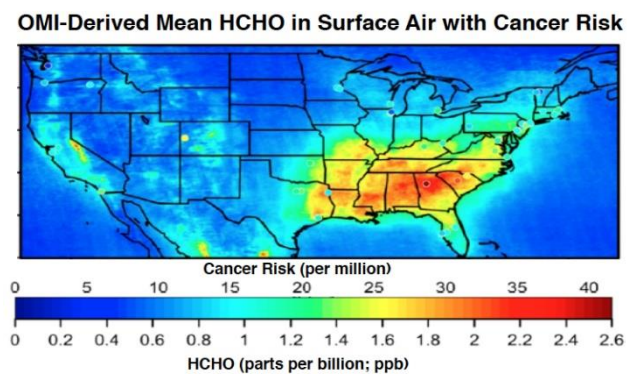 OMI-Derived Mean HCHO in Surface Air with Cancer Risk
Cancer Risk (per million)
0 5 10 15 20 25 30 35 40
0 0.2 0.4 0.6 0.8 1 1.2 1.4 1.6 1.8 2 2.2 2.4 2.6
HCHO (parts per billion; ppb)